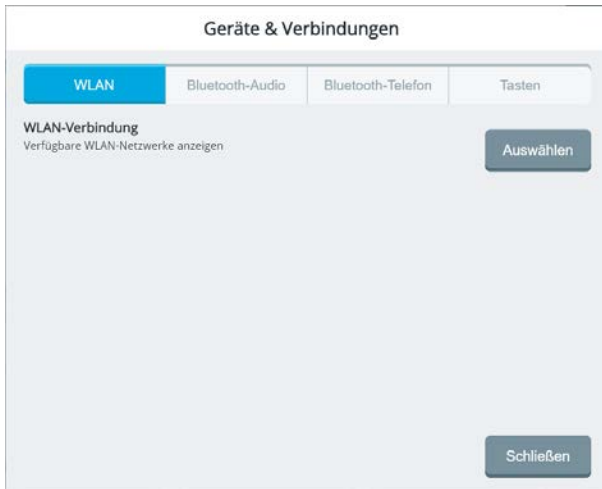 Geräte & Verbindungen
WLAN
Bluetooth-Audio
Bluetooth-Telefon
Tasten
WLAN-Verbindung
Verfügbare WLAN-Netzwerke anzeigen
Auswählen
Schließen